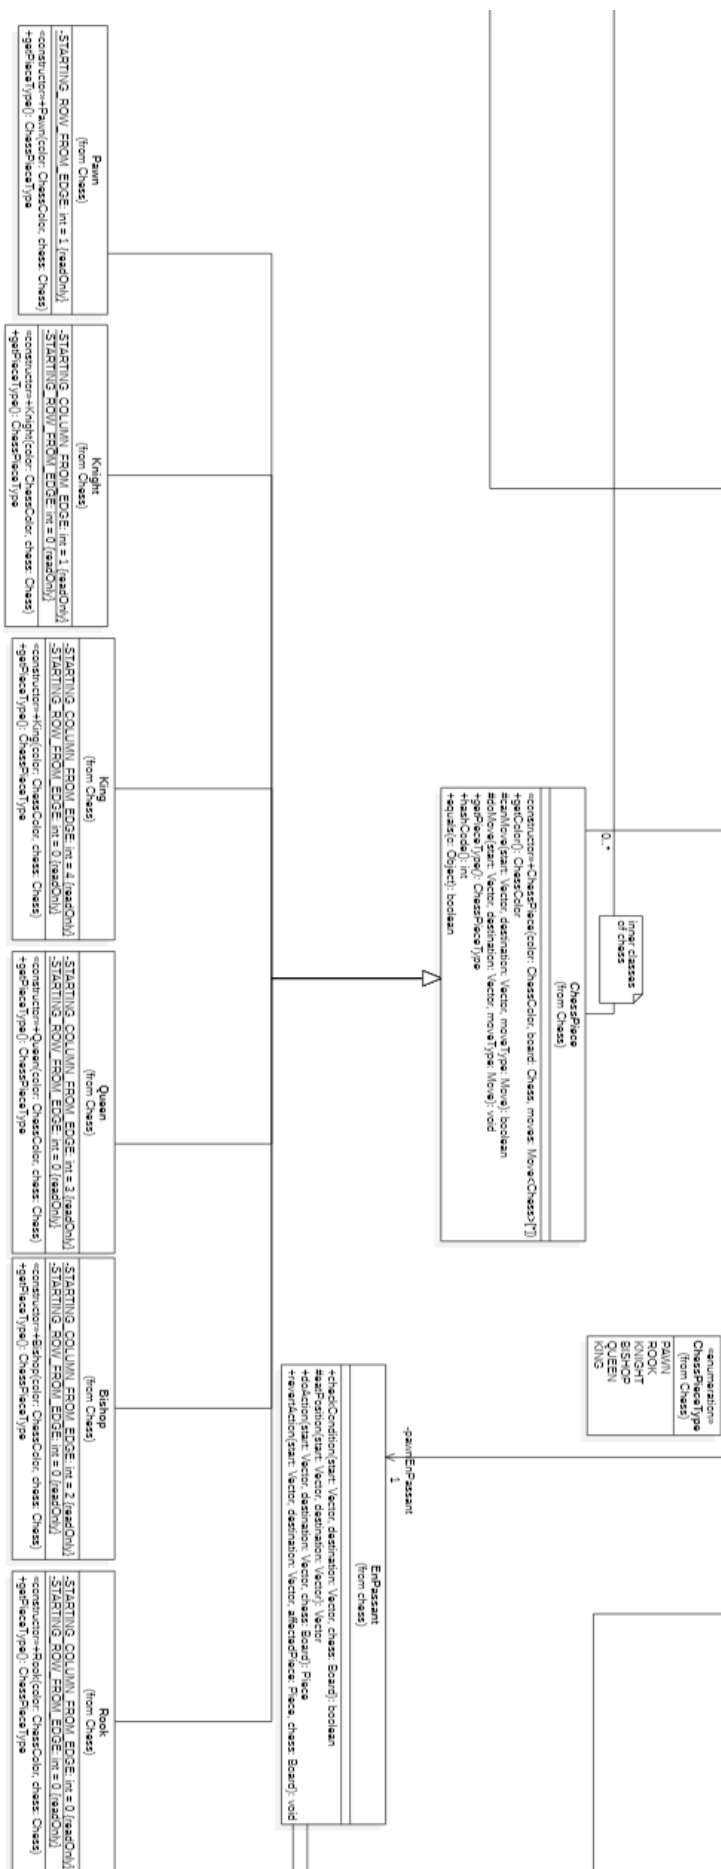 inner classes
of chess
0..*
ChessPiece
(from Chess)
«constructor»+ChessPiece(color: ChessColor, board: Chess, moves: Move<Chess>[*])
+getColor(): ChessColor
#canMove(start: Vector, destination: Vector, moveType: Move): boolean
#doMove(start: Vector, destination: Vector, moveType: Move): void
+getPieceType(): ChessPieceType
+hashCode(): int
+equals(o: Object): boolean
«enumeration»
ChessPieceType
(from Chess)
PAWN
ROOK
KNIGHT
BISHOP
QUEEN
KING
-pawnEnPassant
1
EnPassant
(from chess)
+checkCondition(start: Vector, destination: Vector, chess: Board): boolean
#eatPosition(start: Vector, destination: Vector): Vector
+doAction(start: Vector, destination: Vector, chess: Board): Piece
+revertAction(start: Vector, destination: Vector, affectedPiece: Piece, chess: Board): void
Pawn
(from Chess)
-STARTING_ROW_FROM_EDGE: int = 1 {readOnly}
«constructor»+Pawn(color: ChessColor, chess: Chess)
+getPieceType(): ChessPieceType
Knight
(from Chess)
-STARTING_COLUMN_FROM_EDGE: int = 1 {readOnly}
-STARTING_ROW_FROM_EDGE: int = 0 {readOnly}
«constructor»+Knight(color: ChessColor, chess: Chess)
+getPieceType(): ChessPieceType
King
(from Chess)
-STARTING_COLUMN_FROM_EDGE: int = 4 {readOnly}
-STARTING_ROW_FROM_EDGE: int = 0 {readOnly}
«constructor»+King(color: ChessColor, chess: Chess)
+getPieceType(): ChessPieceType
Queen
(from Chess)
-STARTING_COLUMN_FROM_EDGE: int = 3 {readOnly}
-STARTING_ROW_FROM_EDGE: int = 0 {readOnly}
«constructor»+Queen(color: ChessColor, chess: Chess)
+getPieceType(): ChessPieceType
Bishop
(from Chess)
-STARTING_COLUMN_FROM_EDGE: int = 2 {readOnly}
-STARTING_ROW_FROM_EDGE: int = 0 {readOnly}
«constructor»+Bishop(color: ChessColor, chess: Chess)
+getPieceType(): ChessPieceType
Rook
(from Chess)
-STARTING_COLUMN_FROM_EDGE: int = 0 {readOnly}
-STARTING_ROW_FROM_EDGE: int = 0 {readOnly}
«constructor»+Rook(color: ChessColor, chess: Chess)
+getPieceType(): ChessPieceType